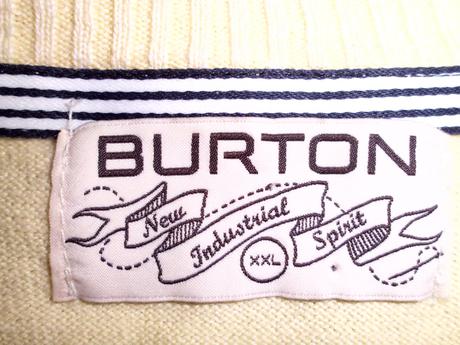 BURTON
New Industrial Spirit
XXL